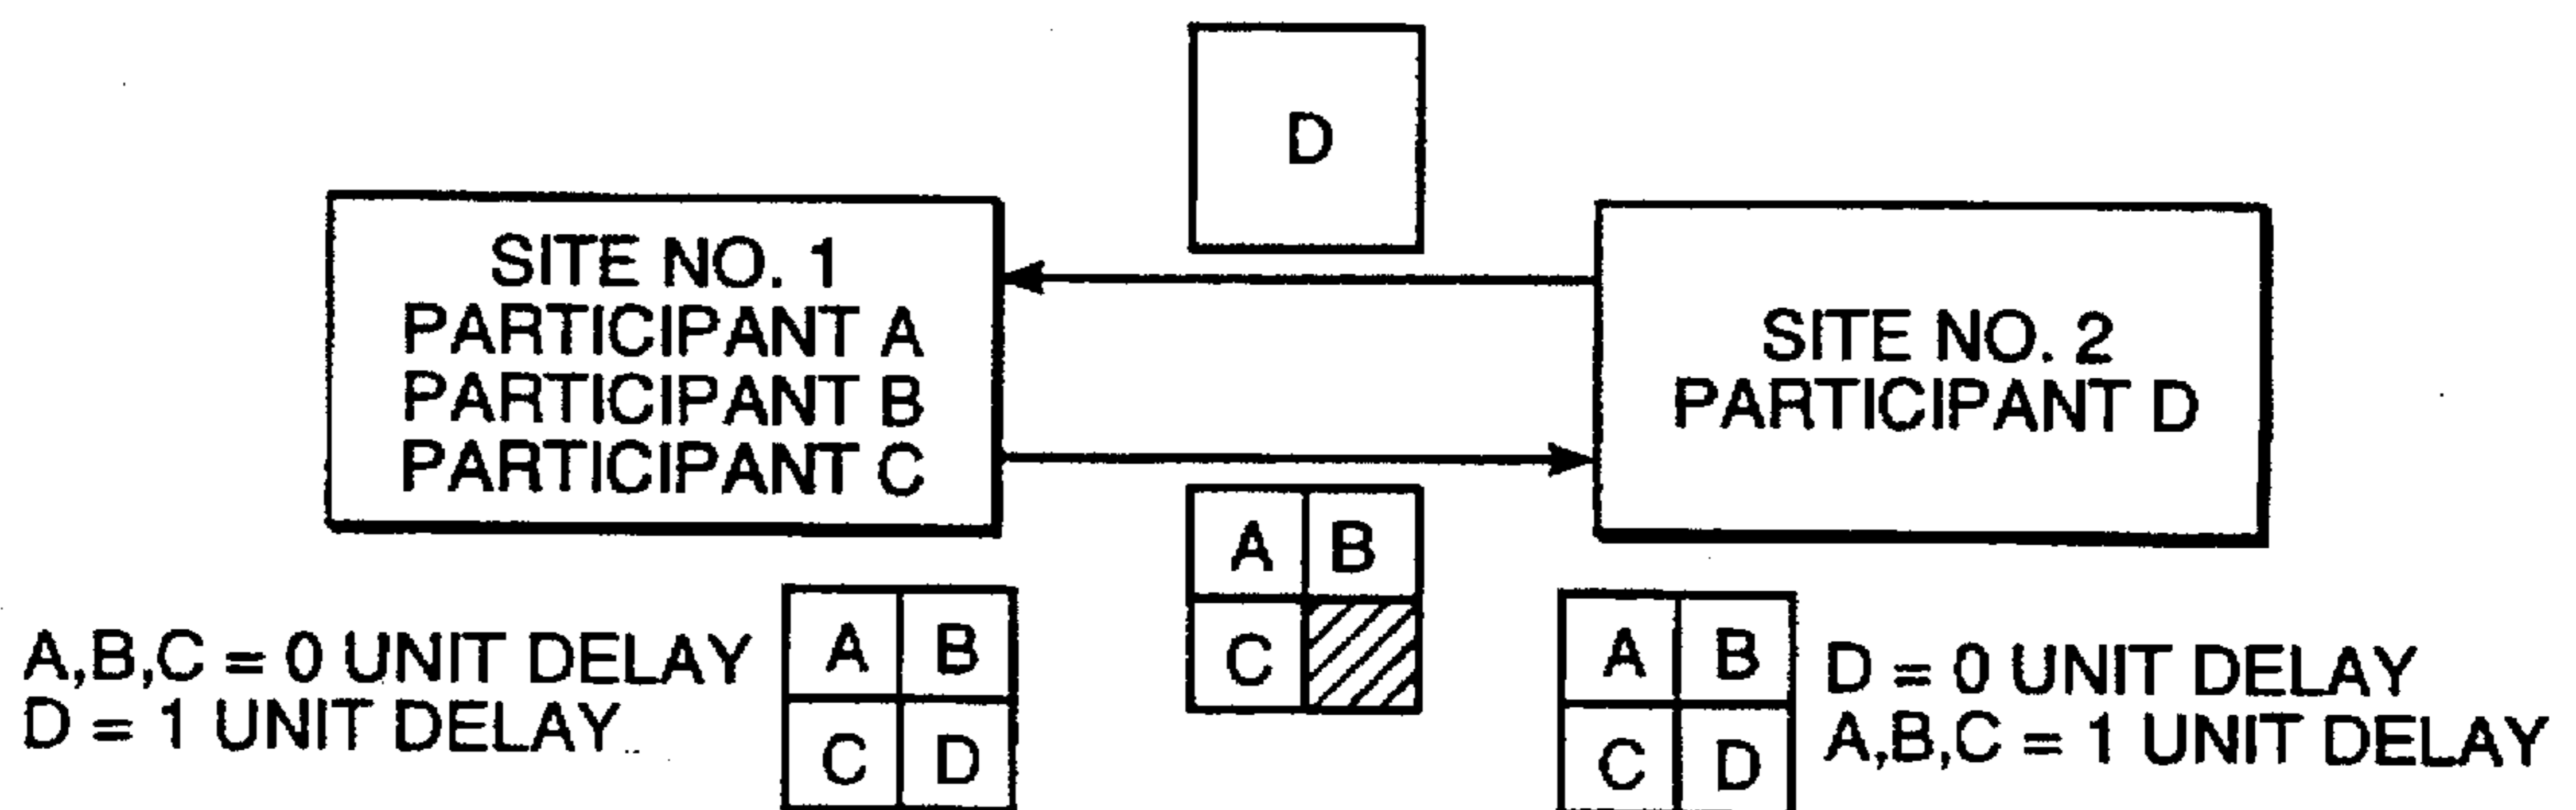 D
SITE NO. 1
PARTICIPANT A
PARTICIPANT B
PARTICIPANT C
SITE NO. 2
PARTICIPANT D
A B
C
A,B,C = 0 UNIT DELAY
D = 1 UNIT DELAY
A B
C D
A B
C D
D = 0 UNIT DELAY
A,B,C = 1 UNIT DELAY